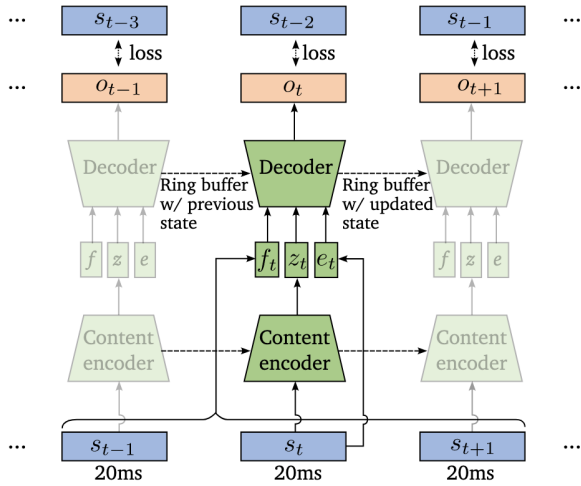 ... s_{t-3} s_{t-2} s_{t-1} ...
loss loss loss
... o_{t-1} o_t o_{t+1} ...
Decoder Decoder Decoder
Ring buffer
w/ previous
state
Ring buffer
w/ updated
state
f z e f_t z_t e_t f z e
Content
encoder
Content
encoder
Content
encoder
... s_{t-1} s_t s_{t+1} ...
20ms 20ms 20ms